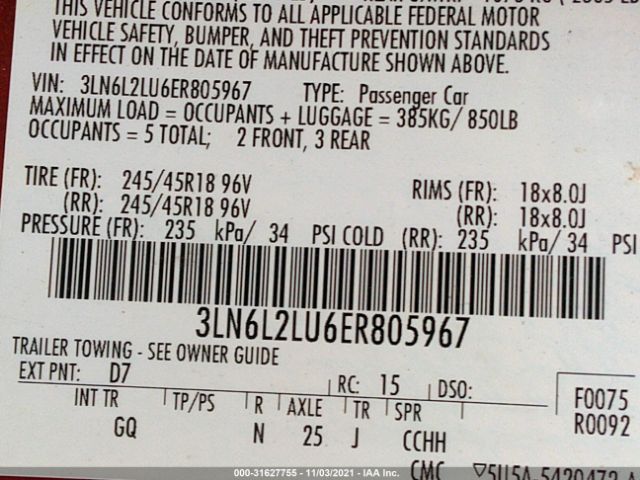 THIS VEHICLE CONFORMS TO ALL APPLICABLE FEDERAL MOTOR
VEHICLE SAFETY, BUMPER, AND THEFT PREVENTION STANDARDS
IN EFFECT ON THE DATE OF MANUFACTURE SHOWN ABOVE.
VIN: 3LN6L2LU6ER805967 TYPE: Passenger Car
MAXIMUM LOAD = OCCUPANTS + LUGGAGE = 385KG/ 850LB
OCCUPANTS = 5 TOTAL; 2 FRONT, 3 REAR
TIRE (FR): 245/45R18 96V RIMS (FR): 18x8.0J
(RR): 245/45R18 96V (RR): 18x8.0J
PRESSURE (FR): 235 kPa/ 34 PSI COLD (RR): 235 kPa/ 34 PSI
3LN6L2LU6ER805967
TRAILER TOWING - SEE OWNER GUIDE
EXT PNT: D7 RC: 15 DSO:
F0075
INT TR TP/PS R AXLE TR SPR
R0092
GQ N 25 J CCHH
CMC
000-31627755 - 11/03/2021 - IAA Inc.